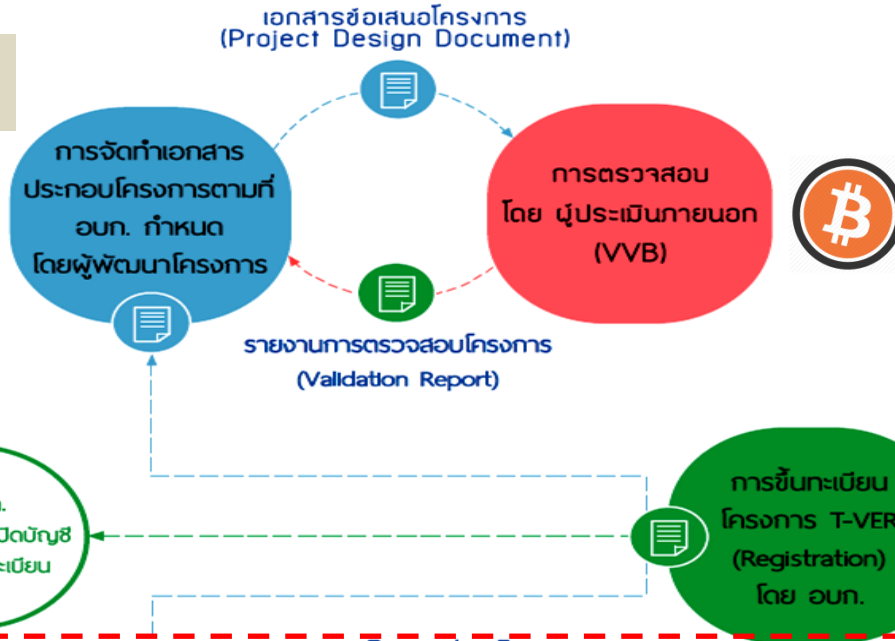 เอกสารข้อเสนอโครงการ
(Project Design Document)
การจัดทำเอกสาร
ประกอบโครงการตามที่
อบก. กำหนด
โดยผู้พัฒนาโครงการ
การตรวจสอบ
โดย ผู้ประเมินภายนอก
(VVB)
รายงานการตรวจสอบโครงการ
(Validation Report)
การขึ้นทะเบียน
โครงการ T-VER
(Registration)
โดย อบก.